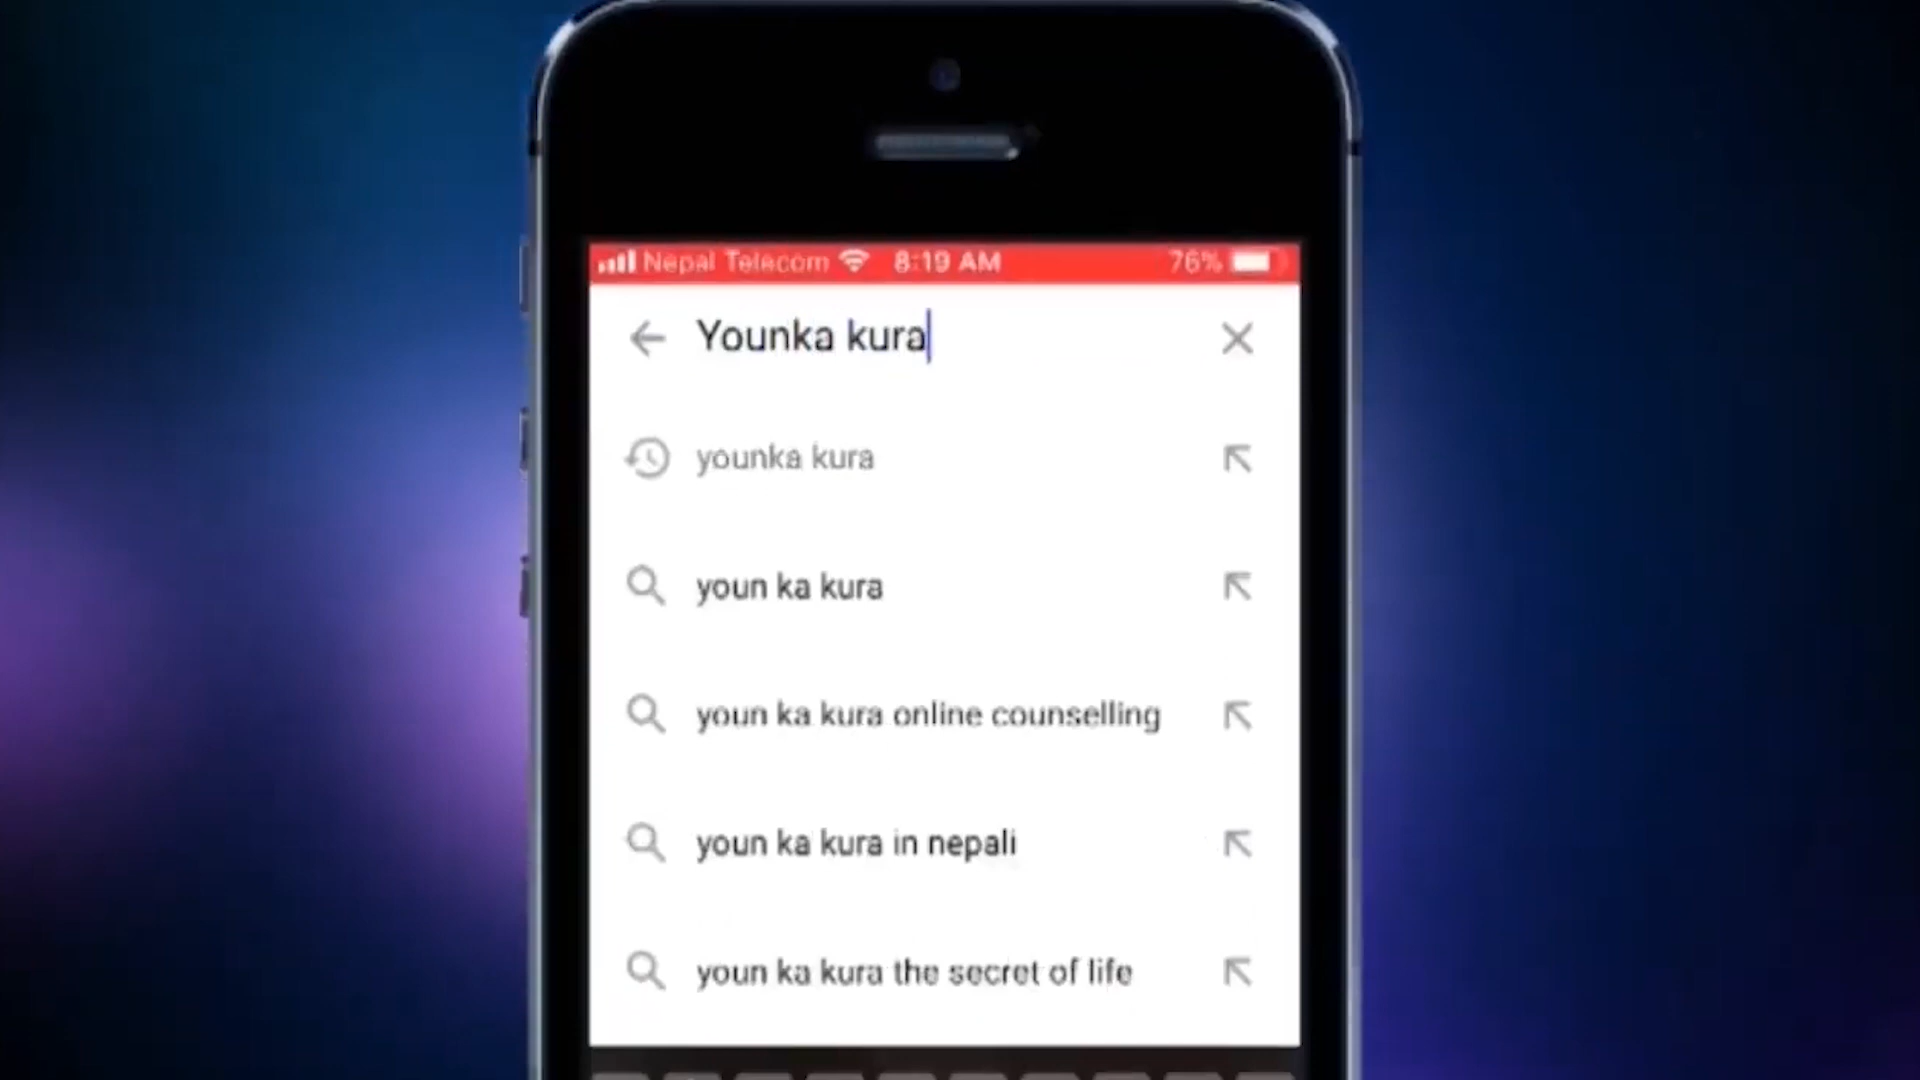 Nepal Telecom 8:19 AM 76%
Younka kura
younka kura
youn ka kura
youn ka kura online counselling
youn ka kura in nepali
youn ka kura the secret of life